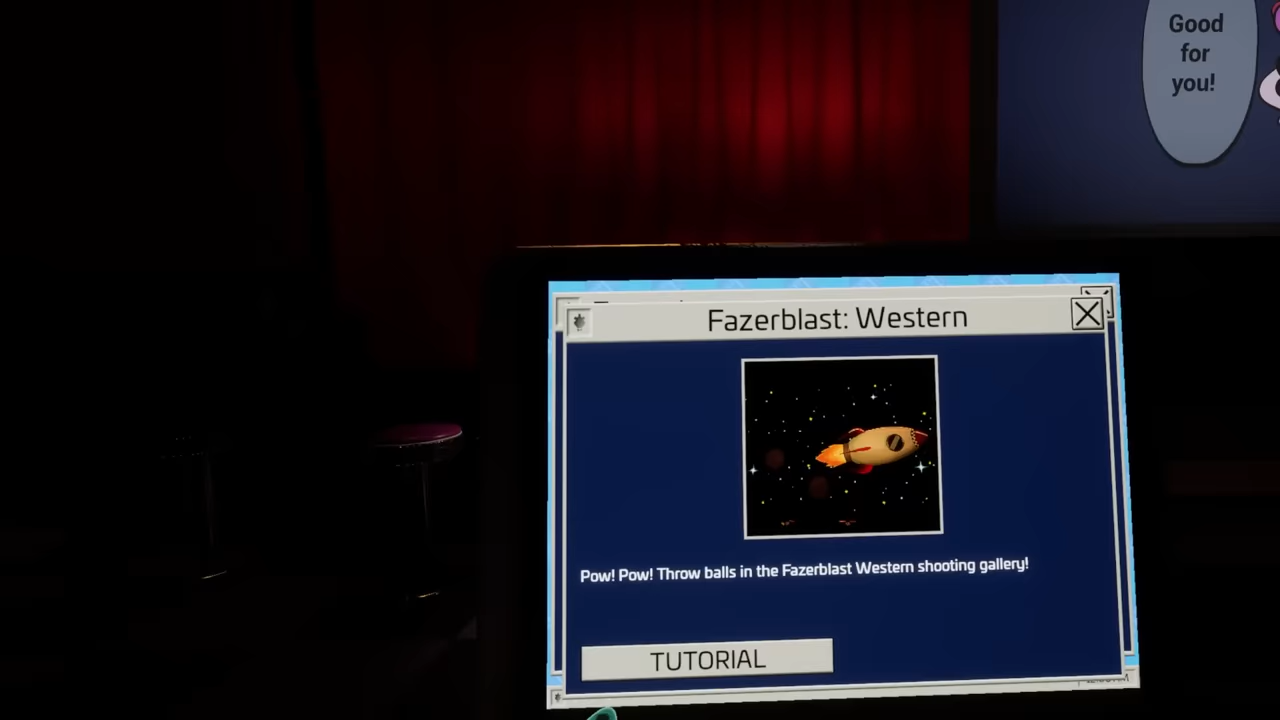 Good
for
you!
Fazerblast: Western
Pow! Pow! Throw balls in the Fazerblast Western shooting gallery!
TUTORIAL